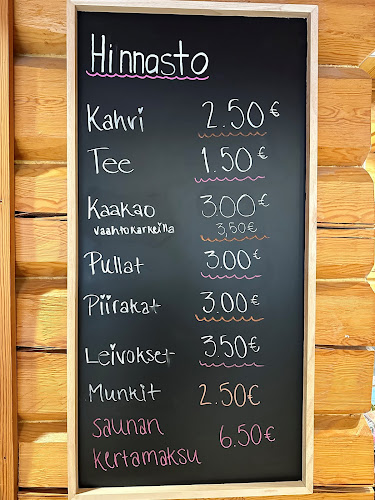 Hinnasto
Kahvi 2.50€
Tee 1.50€
Kaakao 3.00€
vaahtokarkeilla 3,50€
Pullat 3.00€
Piirakat 3.00€
Leivokset 3.50€
Munkit 2.50€
saunan
kertamaksu 6.50€